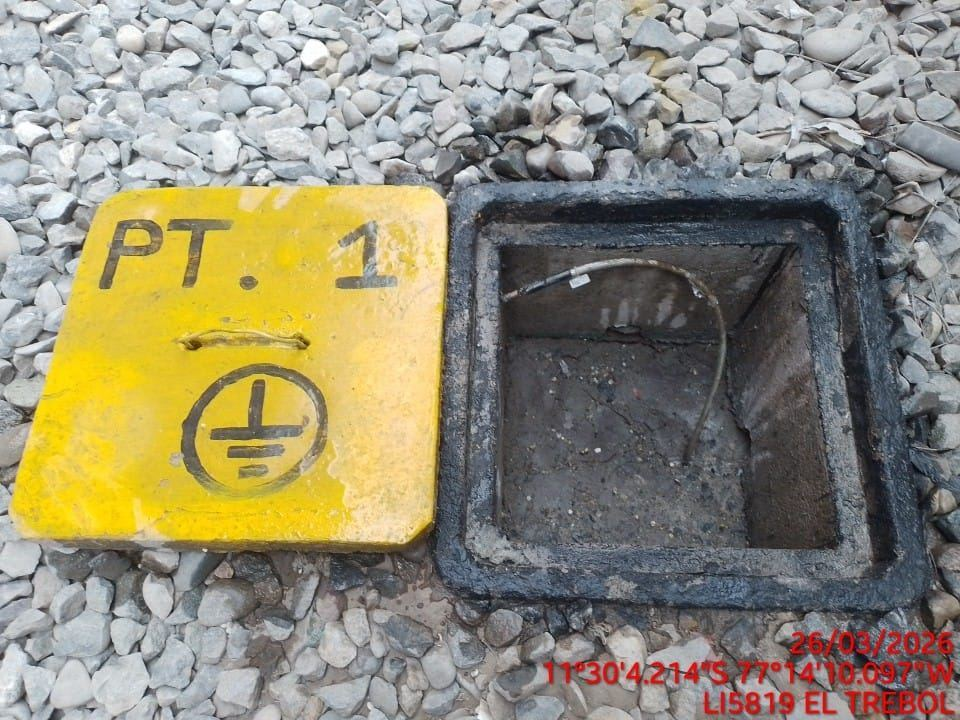 PT. 1
26/03/2026
11°30'4.214"S 77°14'10.097"W
LI5819 EL TREBOL